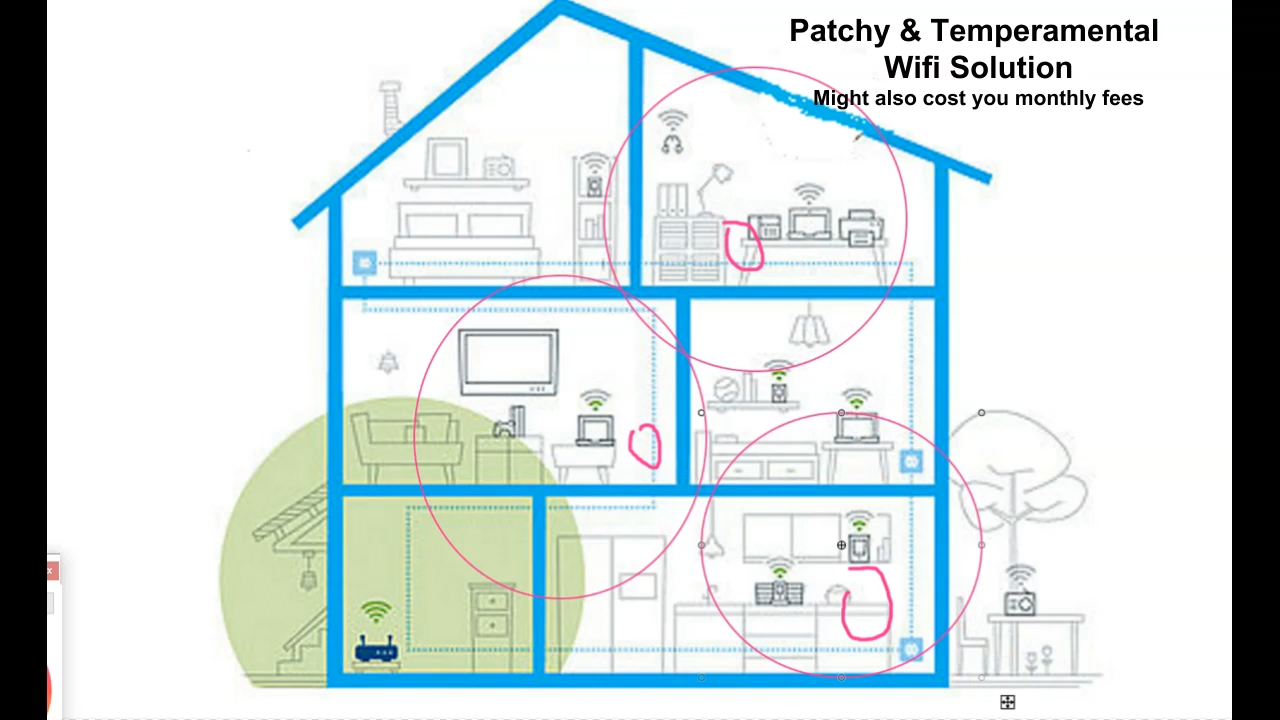 Patchy & Temperamental
Wifi Solution
Might also cost you monthly fees
x